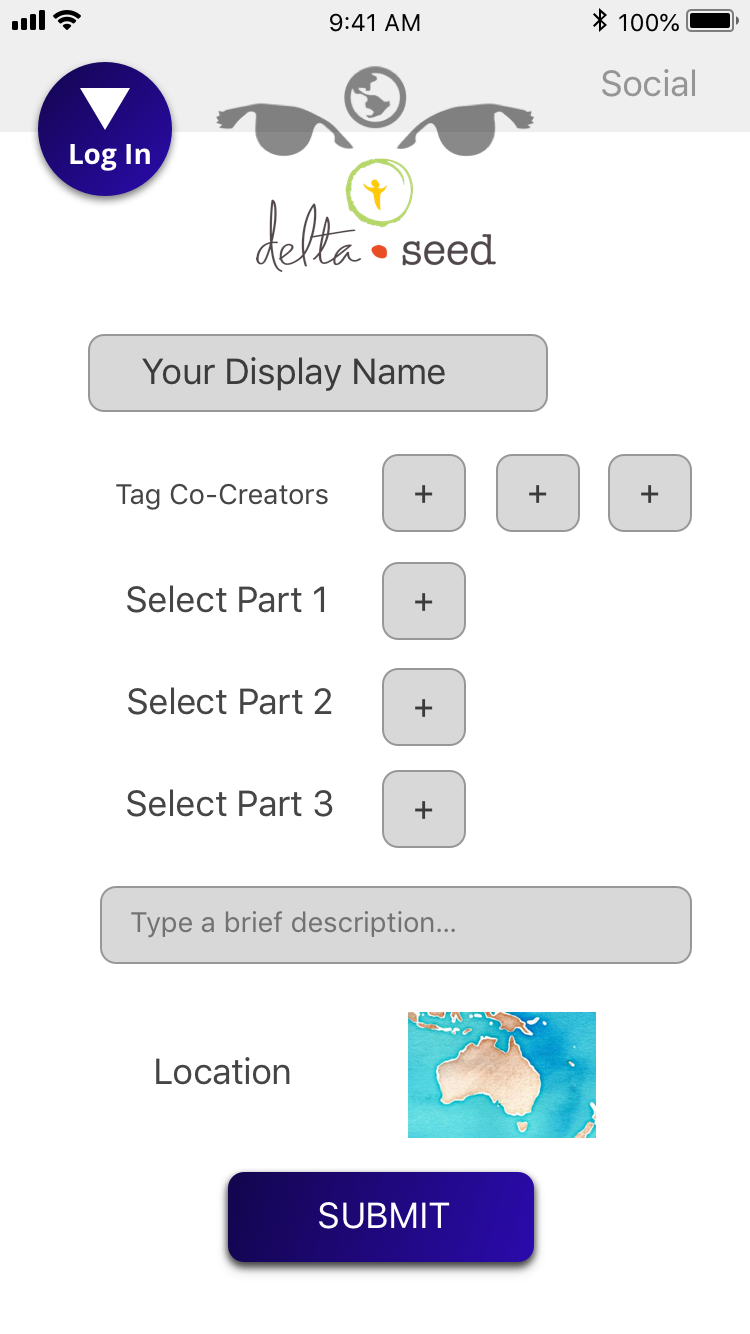 9:41 AM
100%
Social
Log In
delta seed
Your Display Name
Tag Co-Creators + + +
Select Part 1 +
Select Part 2 +
Select Part 3 +
Type a brief description...
Location
SUBMIT